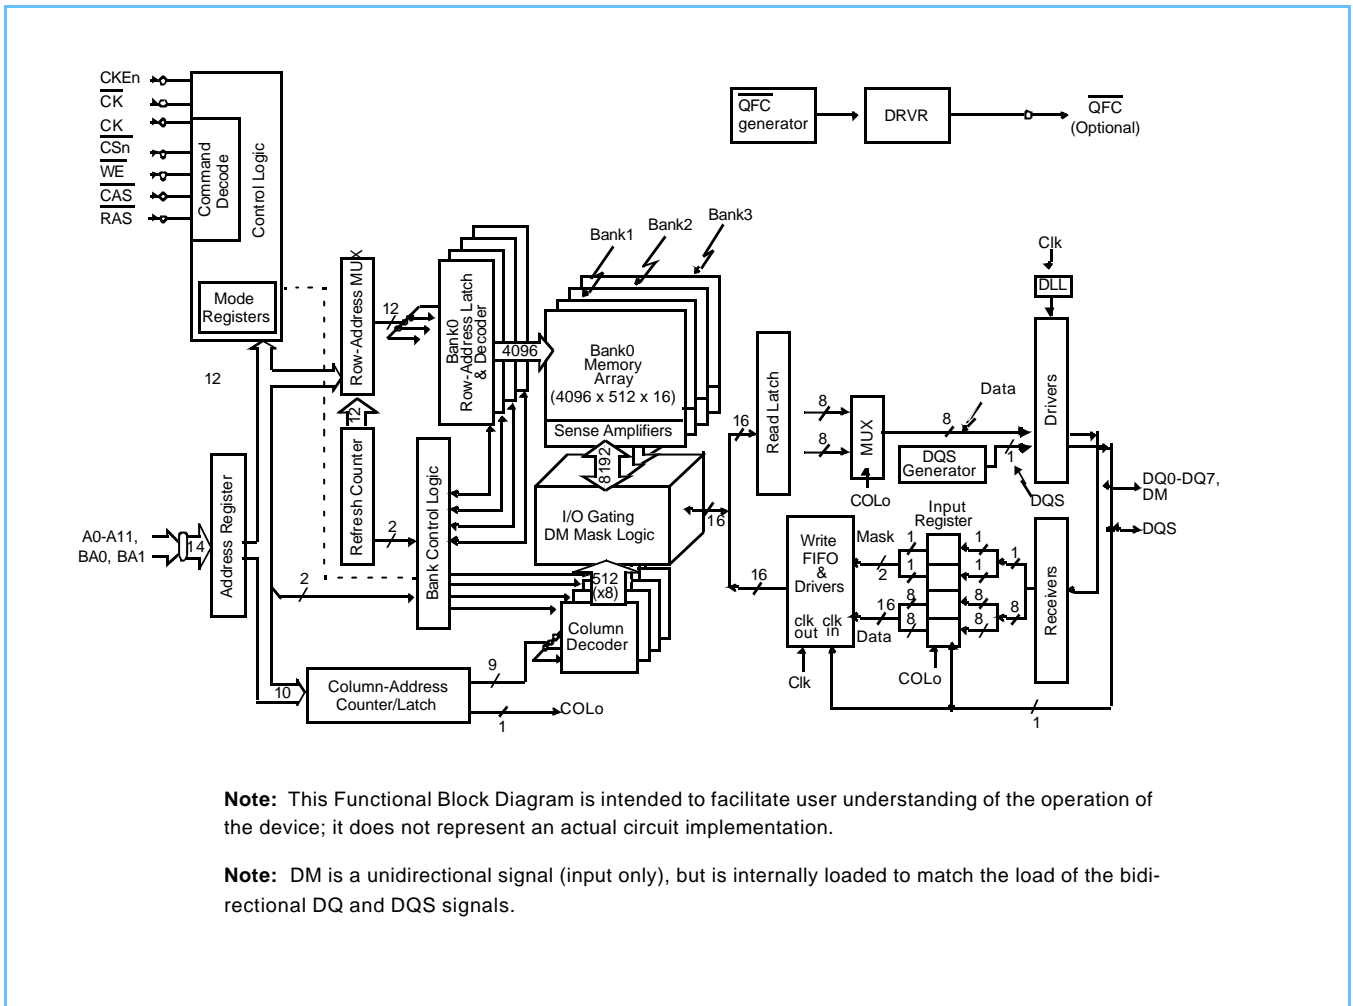 CKEn
CK
CK
CSn
WE
CAS
RAS
Command
Decode
Control Logic
Mode
Registers
QFC
generator
DRVR
QFC
(Optional)
Bank1
Bank2
Bank3
Row-Address MUX
12
12
12
Bank0
Row-Address Latch
& Decoder
4096
Bank0
Memory
Array
(4096 x 512 x 16)
Sense Amplifiers
8192
Refresh Counter
2
Bank Control Logic
I/O Gating
DM Mask Logic
16
A0-A11,
BA0, BA1
14
Address Register
2
512
(x8)
Column
Decoder
10
Column-Address
Counter/Latch
9
1
COLo
16
Read Latch
8
8
MUX
COLo
8
Data
DQS
Generator
1
DQS
Clk
DLL
Drivers
DQ0-DQ7,
DM
DQS
Input
Register
16
Write
FIFO
&
Drivers
clk
out
clk
in
Clk
Mask
2
16
Data
1
1
8
8
1
1
8
8
1
8
Receivers
COLo
1
Note: This Functional Block Diagram is intended to facilitate user understanding of the operation of
the device; it does not represent an actual circuit implementation.
Note: DM is a unidirectional signal (input only), but is internally loaded to match the load of the bidi-
rectional DQ and DQS signals.